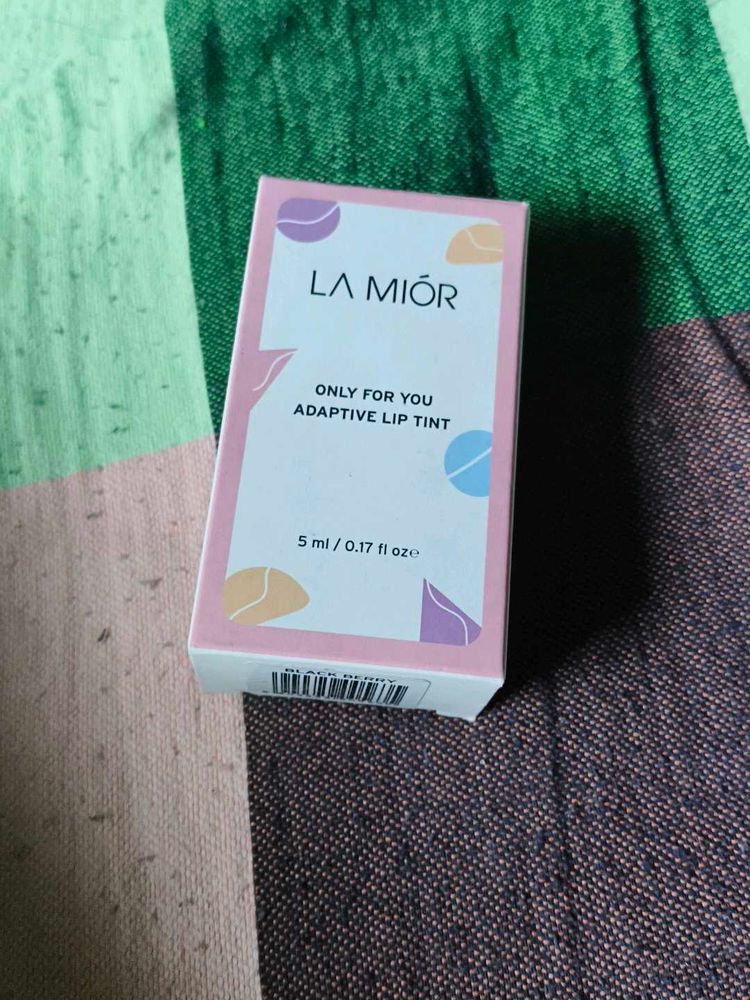 LA MIÓR
ONLY FOR YOU
ADAPTIVE LIP TINT
5 ml / 0.17 fl oz℮
BLACK BERRY